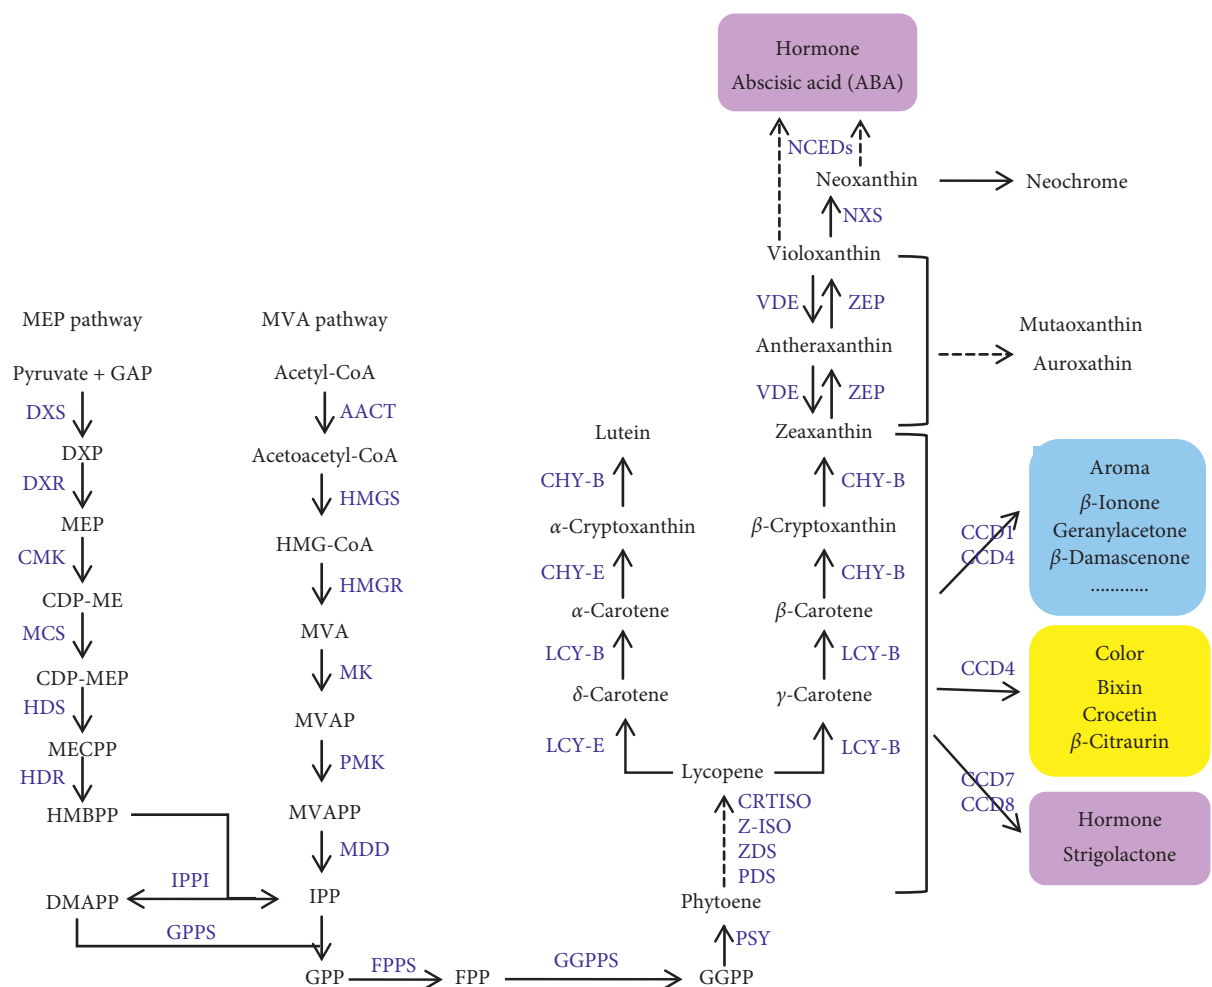 Hormone
Abscisic acid (ABA)
NCEDs
Neoxanthin
Neochrome
NXS
Violoxanthin
VDE
ZEP
Antheraxanthin
VDE
ZEP
Zeaxanthin
Mutaoxanthin
Auroxathin
MEP pathway
Pyruvate + GAP
DXS
DXP
DXR
MEP
CMK
CDP-ME
MCS
CDP-MEP
HDS
MECPP
HDR
HMBPP
IPPI
DMAPP
GPPS
MVA pathway
Acetyl-CoA
AACT
Acetoacetyl-CoA
HMGS
HMG-CoA
HMGR
MVA
MK
MVAP
PMK
MVAPP
MDD
IPP
GPP
FPPS
FPP
GGPPS
GGPP
PSY
Phytoene
CRTISO
Z-ISO
ZDS
PDS
Lycopene
Lutein
CHY-B
α-Cryptoxanthin
CHY-E
α-Carotene
LCY-B
δ-Carotene
LCY-E
CHY-B
β-Cryptoxanthin
CHY-B
β-Carotene
LCY-B
γ-Carotene
LCY-B
CCD1
CCD4
Aroma
β-Ionone
Geranylacetone
β-Damascenone
............
CCD4
Color
Bixin
Crocetin
β-Citraurin
CCD7
CCD8
Hormone
Strigolactone